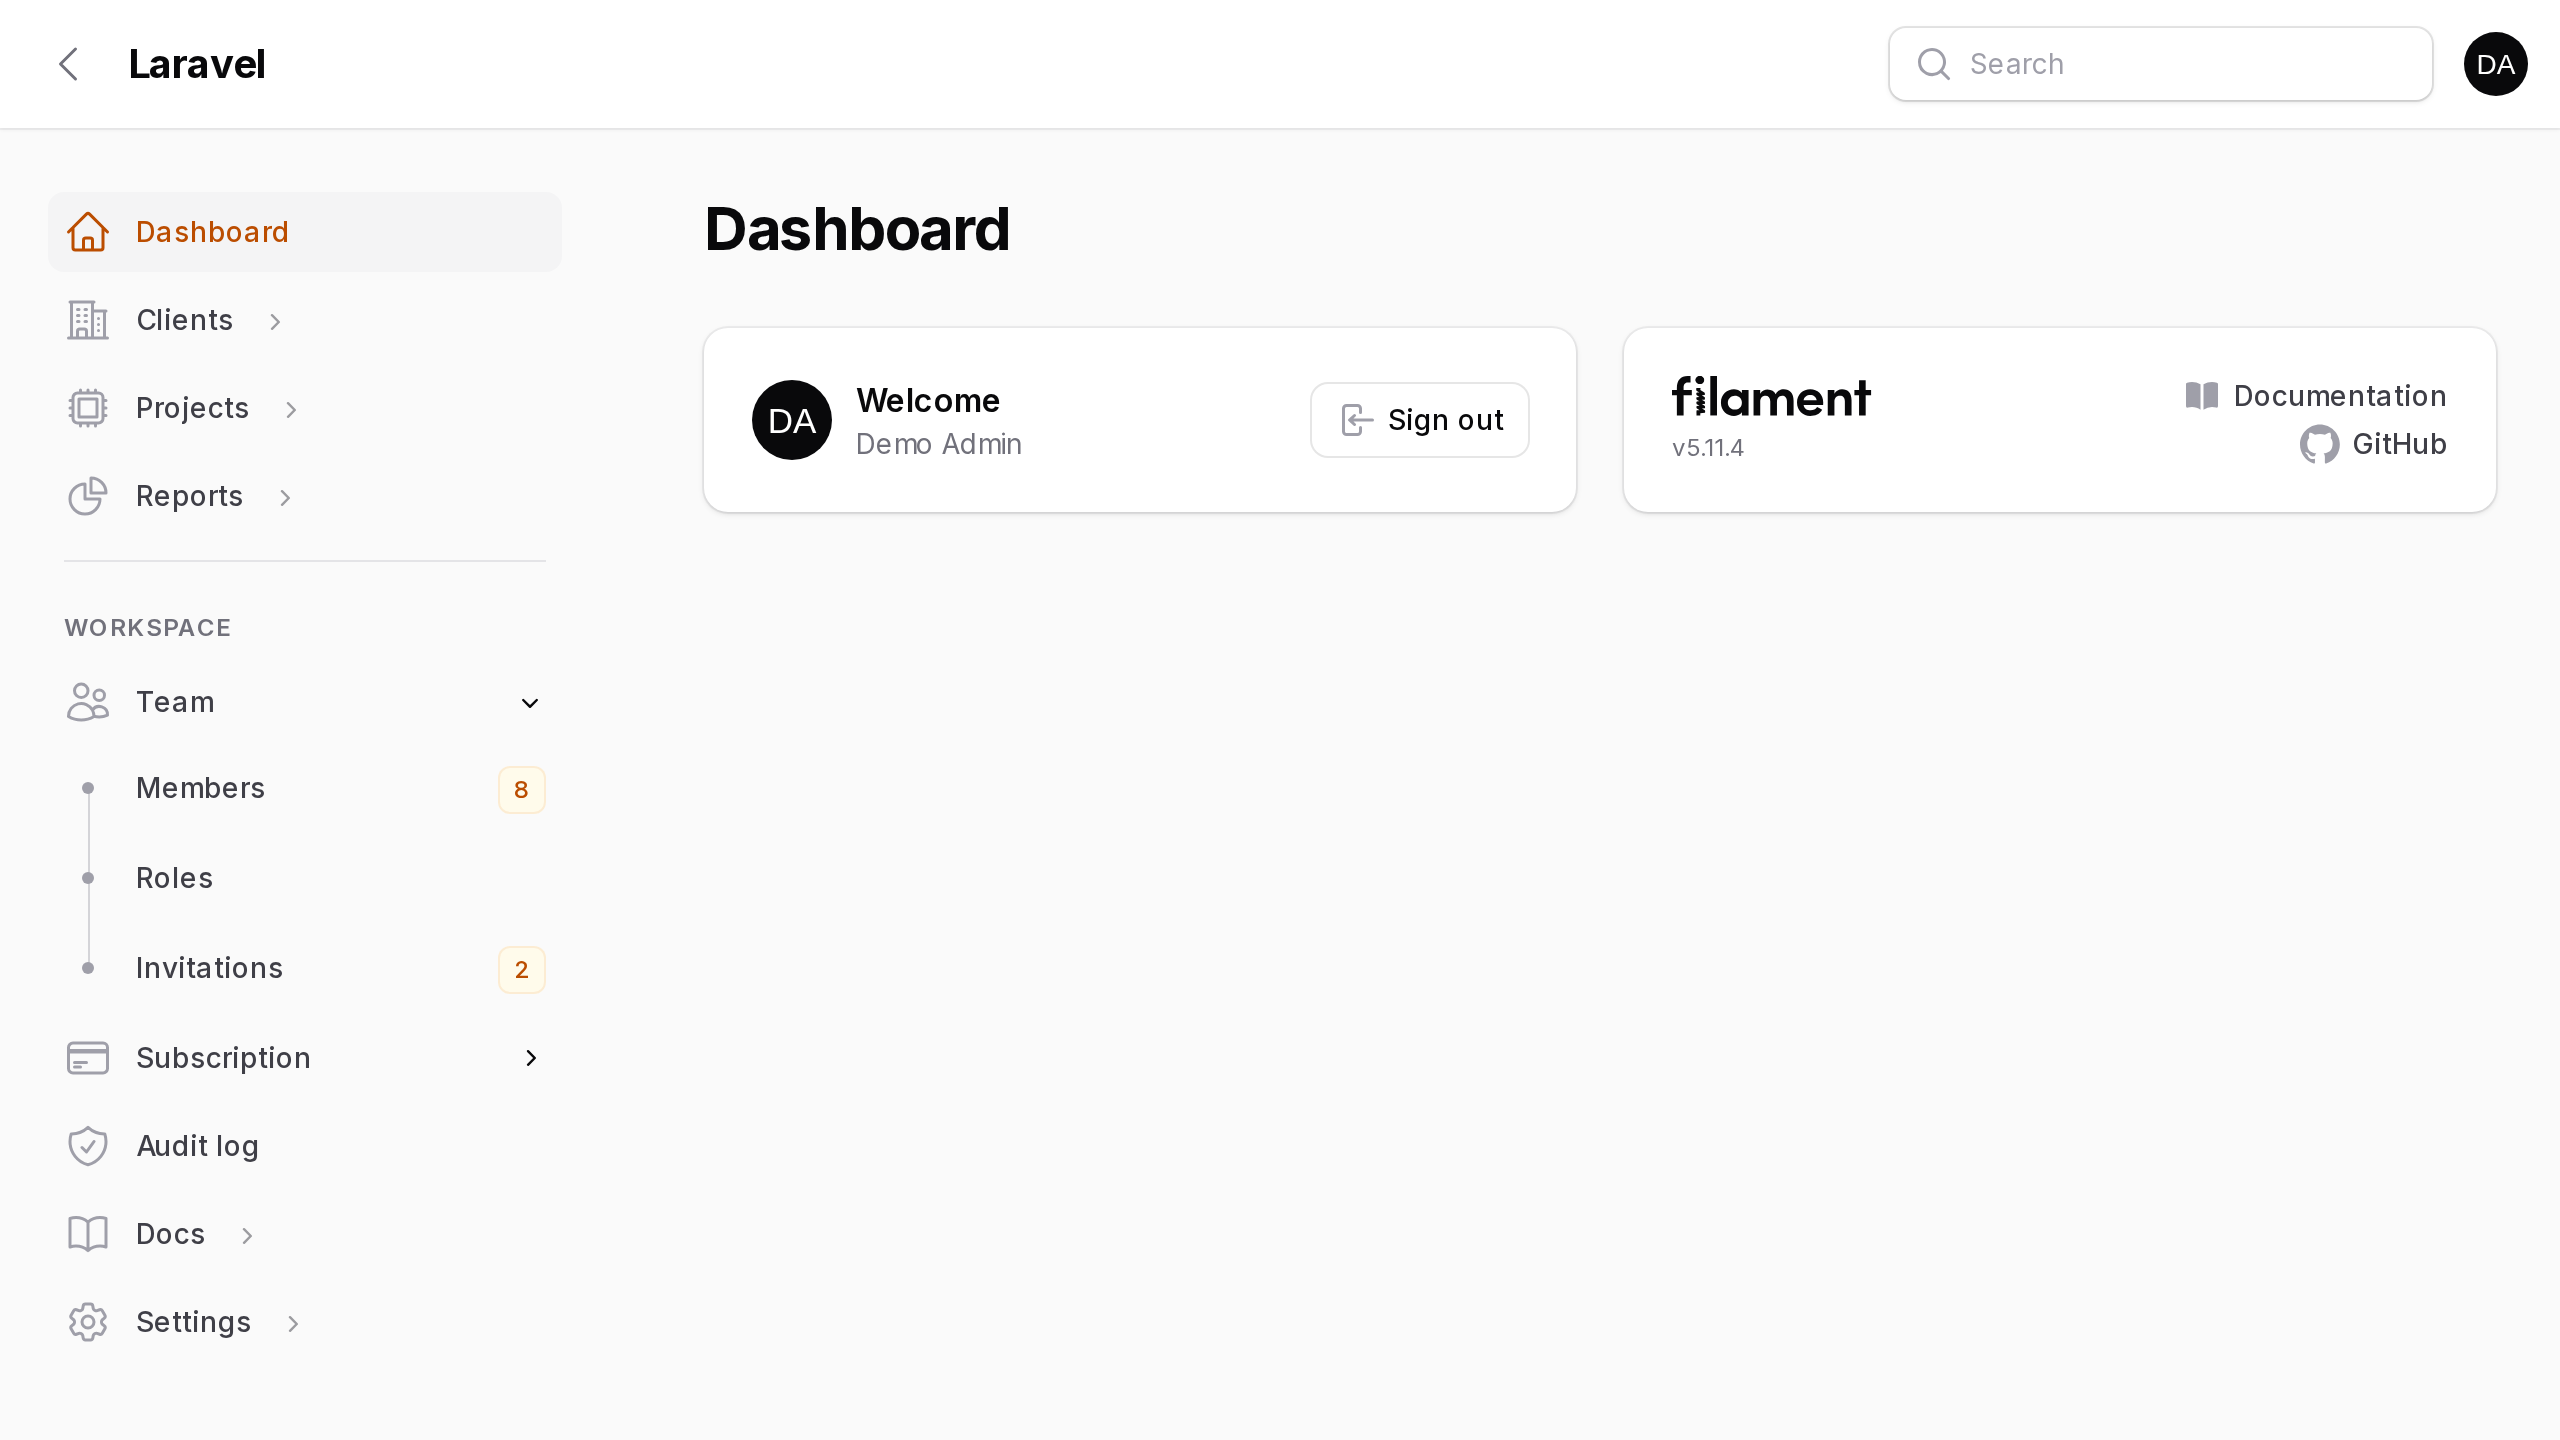 Laravel
Search
DA
Dashboard
Clients
Projects
Reports
WORKSPACE
Team
Members 8
Roles
Invitations 2
Subscription
Audit log
Docs
Settings
Dashboard
DA
Welcome
Demo Admin
Sign out
filament
v5.11.4
Documentation
GitHub